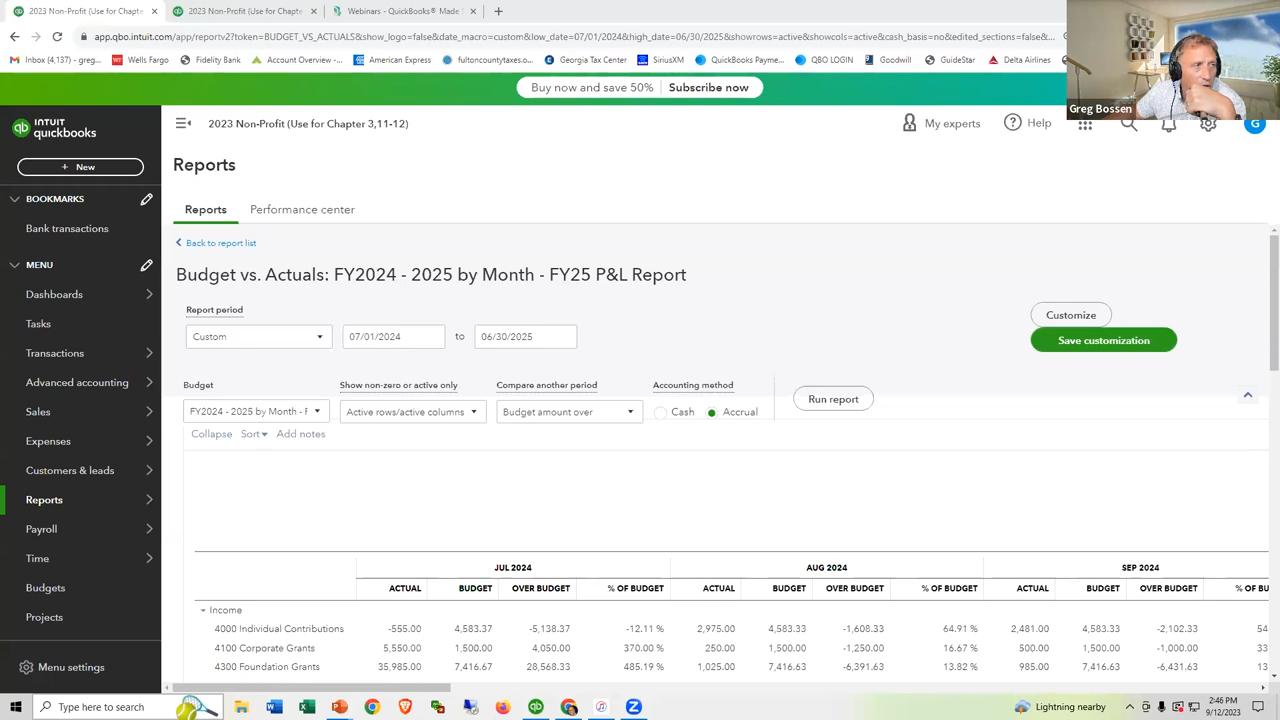 2023 Non-Profit (Use for Chapte
2023 Non-Profit (Use for Chapte
Webinars - QuickBooks® Made S
app.qbo.intuit.com/app/reportv2?token=BUDGET_VS_ACTUALS&show_logo=false&date_macro=custom&low_date=07/01/2024&high_date=06/30/2025&showrows=active&showcols=active&cash_basis=no&edited_sections=false&...
Inbox (4,137) - greg...
Wells Fargo
Fidelity Bank
Account Overview -...
American Express
fultoncountytaxes.o...
Georgia Tax Center
SiriusXM
QuickBooks Payme...
QBO LOGIN
Goodwill
GuideStar
Delta Airlines
Greg Bossen
Buy now and save 50%
Subscribe now
INTUIT
quickbooks
2023 Non-Profit (Use for Chapter 3,11-12)
My experts
Help
G
+ New
BOOKMARKS
Bank transactions
MENU
Dashboards
Tasks
Transactions
Advanced accounting
Sales
Expenses
Customers & leads
Reports
Payroll
Time
Budgets
Projects
Menu settings
Reports
Reports
Performance center
Back to report list
Budget vs. Actuals: FY2024 - 2025 by Month - FY25 P&L Report
Report period
Custom
07/01/2024
to
06/30/2025
Customize
Save customization
Budget
Show non-zero or active only
Compare another period
Accounting method
FY2024 - 2025 by Month - F
Active rows/active columns
Budget amount over
Cash
Accrual
Run report
Collapse
Sort
Add notes
JUL 2024 AUG 2024 SEP 2024
ACTUAL BUDGET OVER BUDGET % OF BUDGET ACTUAL BUDGET OVER BUDGET % OF BUDGET ACTUAL BUDGET OVER BUDGET % OF BU
Income
4000 Individual Contributions -555.00 4,583.37 -5,138.37 -12.11 % 2,975.00 4,583.33 -1,608.33 64.91 % 2,481.00 4,583.33 -2,102.33 54
4100 Corporate Grants 5,550.00 1,500.00 4,050.00 370.00 % 250.00 1,500.00 -1,250.00 16.67 % 500.00 1,500.00 -1,000.00 33
4300 Foundation Grants 35,985.00 7,416.67 28,568.33 485.19 % 1,025.00 7,416.63 -6,391.63 13.82 % 985.00 7,416.63 -6,431.63 13
Type here to search
Lightning nearby
2:46 PM
9/12/2023